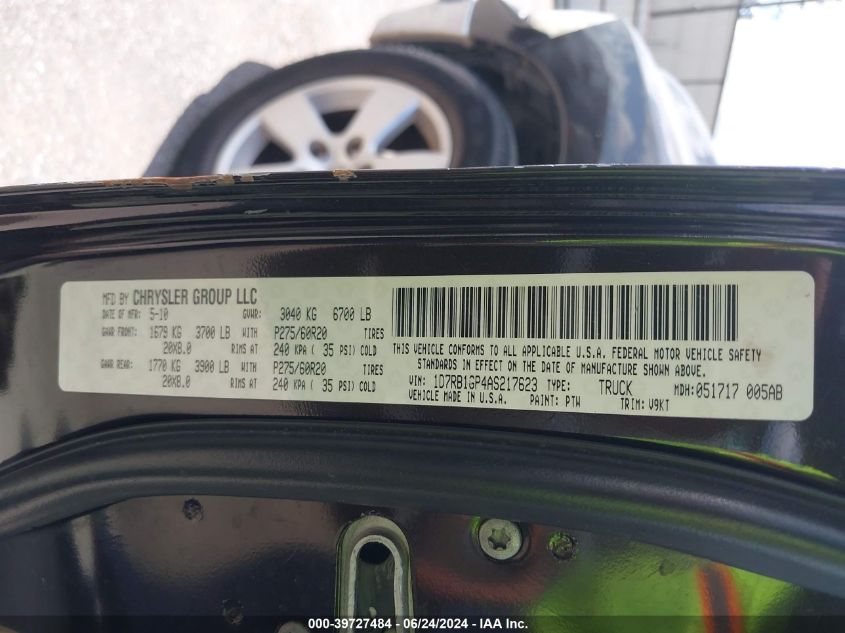 MFD BY CHRYSLER GROUP LLC
DATE OF MFR: 5-10 GVWR: 3040 KG 6700 LB
GAWR FRONT: 1679 KG 3700 LB WITH P275/60R20 TIRES
20X8.0 RIMS AT 240 KPA ( 35 PSI) COLD
GAWR REAR: 1770 KG 3900 LB WITH P275/60R20 TIRES
20X8.0 RIMS AT 240 KPA ( 35 PSI) COLD
THIS VEHICLE CONFORMS TO ALL APPLICABLE U.S.A. FEDERAL MOTOR VEHICLE SAFETY
STANDARDS IN EFFECT ON THE DATE OF MANUFACTURE SHOWN ABOVE.
VIN: 1D7RB1GP4AS217623 TYPE: TRUCK MDH:051717 005AB
VEHICLE MADE IN U.S.A. PAINT: PTW TRIM: V9KT
000-39727484 - 06/24/2024 - IAA Inc.